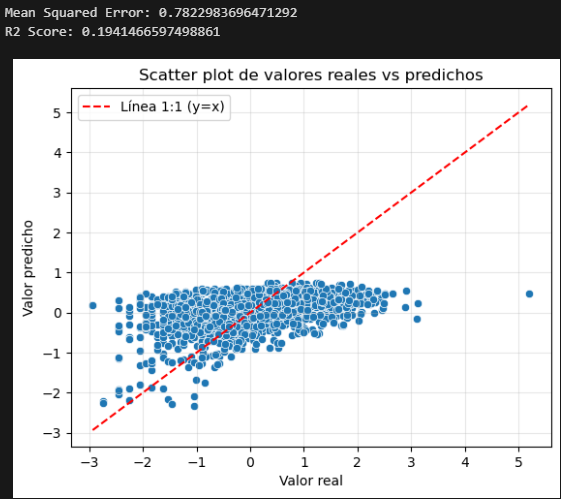 Mean Squared Error: 0.7822983696471292
R2 Score: 0.1941466597498861
Scatter plot de valores reales vs predichos
Línea 1:1 (y=x)
5
4
3
2
1
0
−1
−2
−3
Valor predicho
−3 −2 −1 0 1 2 3 4 5
Valor real